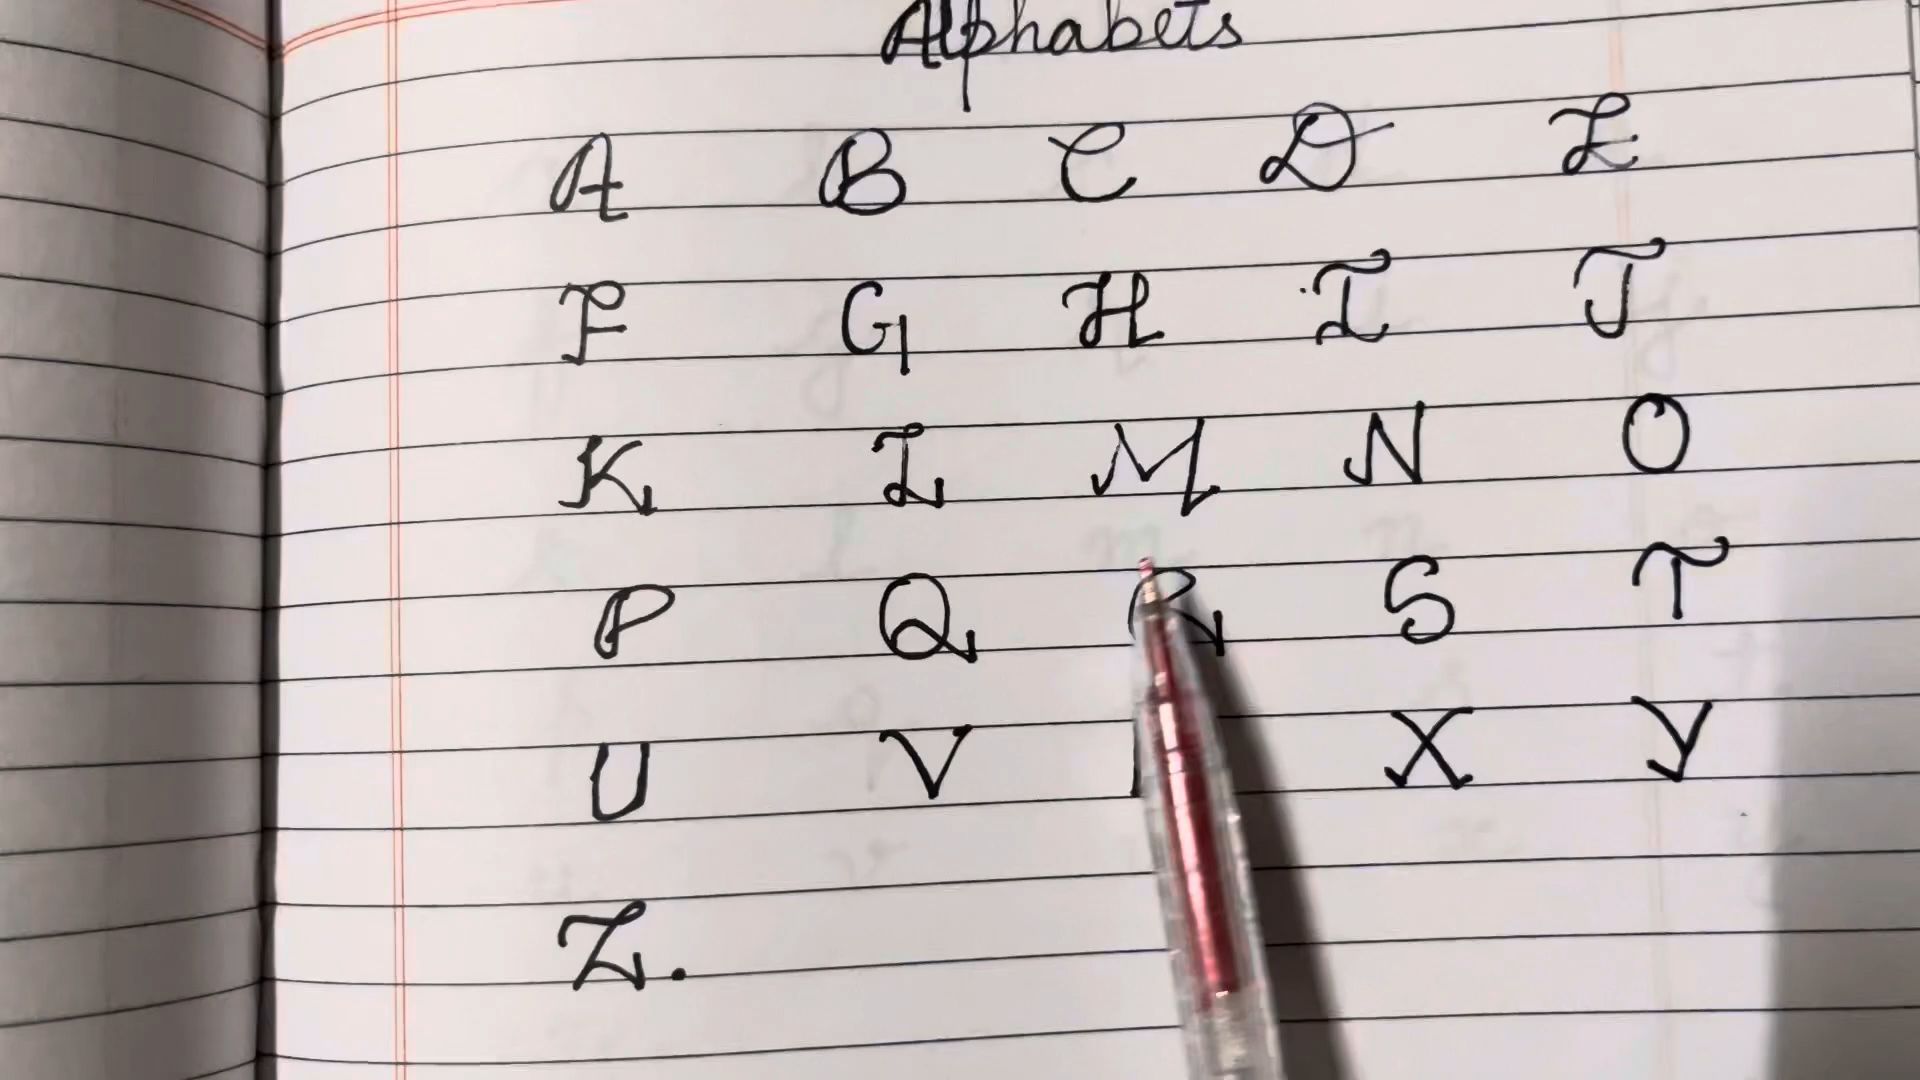 Alphabets
A B C D E
F G H I J
K L M N O
P Q R S T
U V X Y
Z.